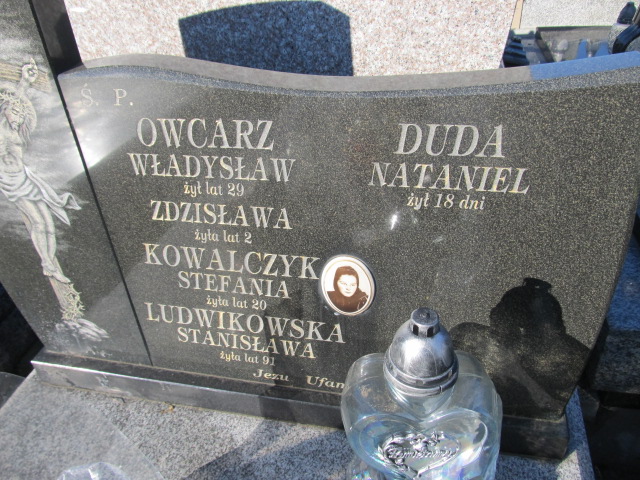 Ś. P.
OWCARZ
WŁADYSŁAW
żył lat 29
ZDZISŁAWA
żyła lat 2
KOWALCZYK
STEFANIA
żyła lat 20
LUDWIKOWSKA
STANISŁAWA
żyła lat 91
DUDA
NATANIEL
żył 18 dni
Jezu Ufam